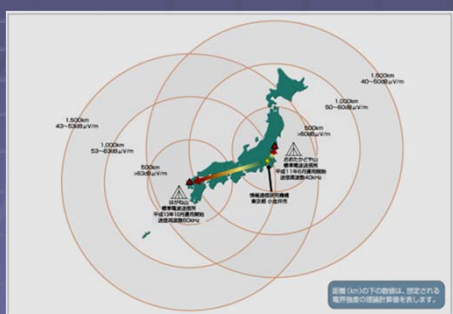 1,500km
40〜50dBμV/m
1,000km
50〜60dBμV/m
500km
>60dBμV/m
おおたかどや山
標準電波送信所
平成11年6月運用開始
送信周波数40kHz
1,500km
43〜53dBμV/m
1,000km
53〜63dBμV/m
500km
>63dBμV/m
はがね山
標準電波送信所
平成13年10月運用開始
送信周波数60kHz
情報通信研究機構
東京都 小金井市
距離(km)の下の数値は、想定される
電界強度の理論計算値を表します。